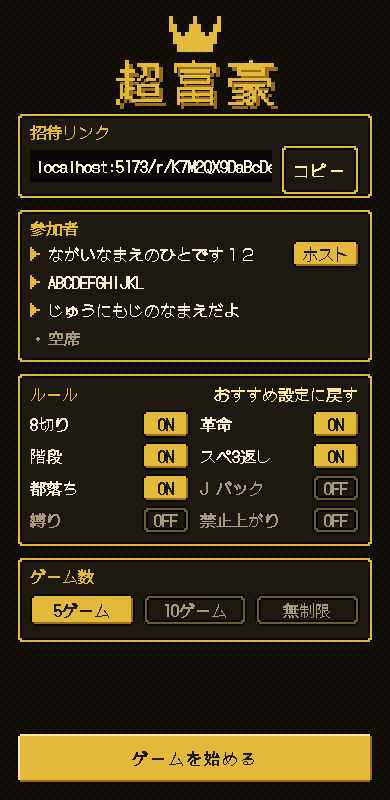 超富豪
招待リンク
localhost:5173/r/K7M2QX9DaBcDe
コピー
参加者
ながいなまえのひとです12 ホスト
ABCDEFGHIJKL
じゅうにもじのなまえだよ
・空席
ルール おすすめ設定に戻す
8切り ON 革命 ON
階段 ON スペ3返し ON
都落ち ON Jバック OFF
縛り OFF 禁止上がり OFF
ゲーム数
5ゲーム 10ゲーム 無制限
ゲームを始める